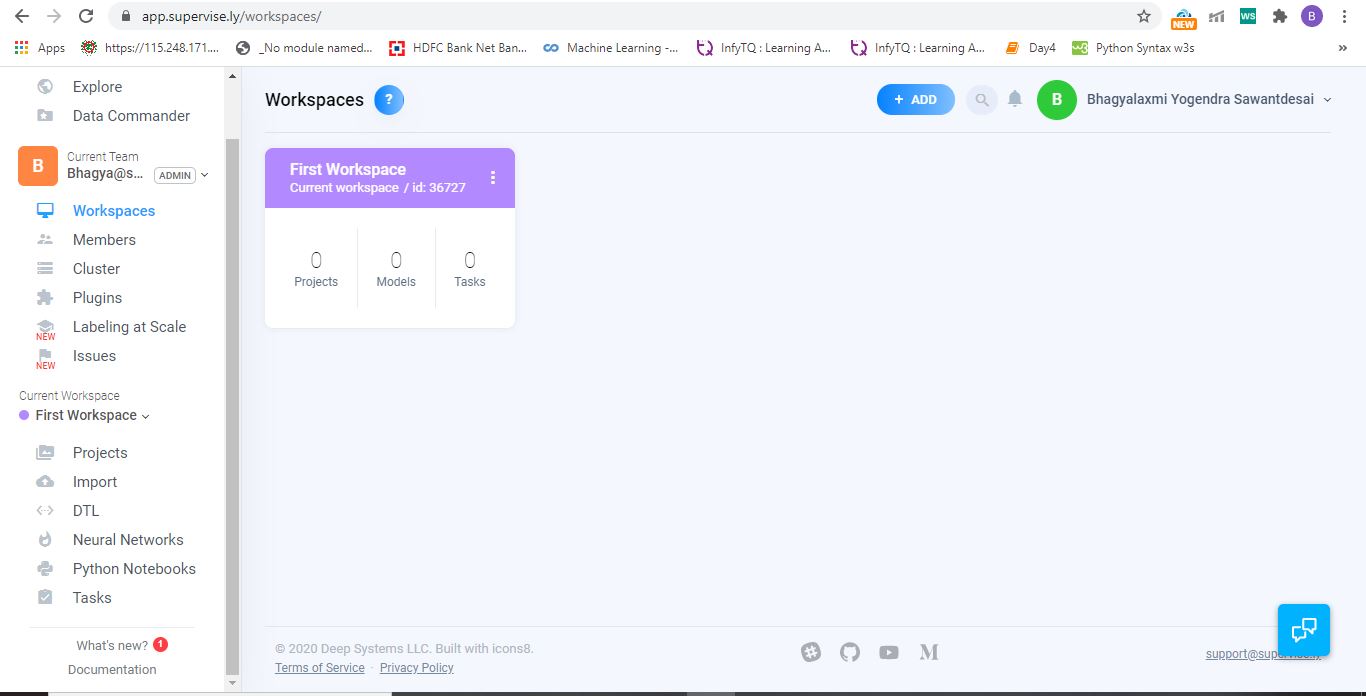 app.supervise.ly/workspaces/
NEW
WS
B
Apps
https://115.248.171....
_No module named...
HDFC Bank Net Ban...
Machine Learning -...
InfyTQ : Learning A...
InfyTQ : Learning A...
Day4
Python Syntax w3s
»
Explore
Data Commander
B
Current Team
Bhagya@s...
ADMIN
Workspaces
Members
Cluster
Plugins
Labeling at Scale
NEW
Issues
NEW
Current Workspace
First Workspace
Projects
Import
DTL
Neural Networks
Python Notebooks
Tasks
What's new? 1
Documentation
Workspaces ?
+ ADD
B
Bhagyalaxmi Yogendra Sawantdesai
First Workspace
Current workspace / id: 36727
0 0 0
Projects Models Tasks
© 2020 Deep Systems LLC. Built with icons8.
Terms of Service · Privacy Policy
support@supervise.ly